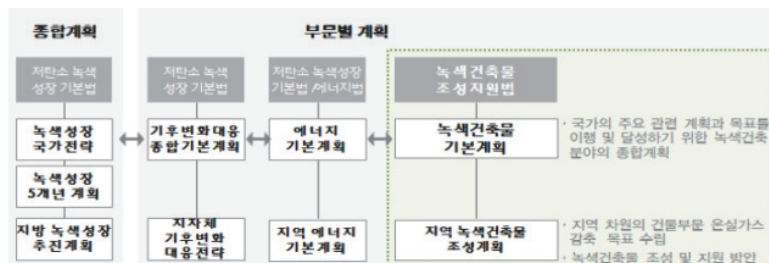 종합계획
부문별 계획
저탄소 녹색
성장 기본법
저탄소 녹색
성장 기본법
저탄소 녹색성장
기본법/에너지법
녹색건축물
조성지원법
녹색성장
국가전략
기후변화대응
종합기본계획
에너지
기본계획
녹색건축물
기본계획
· 국가의 주요 관련 계획과 목표를
이행 및 달성하기 위한 녹색건축
분야의 종합계획
녹색성장
5개년 계획
지방 녹색성장
추진계획
지자체
기후변화
대응전략
지역 에너지
기본계획
지역 녹색건축물
조성계획
· 지역 차원의 건물부문 온실가스
감축 목표 수립
· 녹색건축물 조성 및 지원 방안